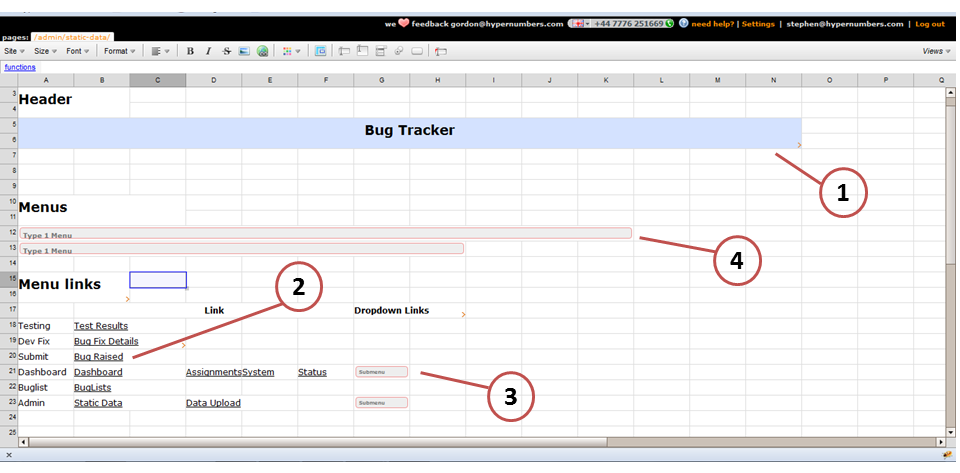 we feedback gordon@hypernumbers.com +44 7776 251669 need help? | Settings | stephen@hypernumbers.com | Log out
pages: /admin/static-data/
Site Size Font Format B I S Views
functions
A B C D E F G H I J K L M N O P Q
3 Header
4
5 Bug Tracker
6
7
8
1
9
10 Menus
11
12 Type 1 Menu
13 Type 1 Menu
4
14
15 Menu links
2
16
17 Link Dropdown Links
18 Testing Test Results
19 Dev Fix Bug Fix Details
20 Submit Bug Raised
21 Dashboard Dashboard Assignments System Status Submenu
22 Buglist BugLists
3
23 Admin Static Data Data Upload Submenu
24
25
x